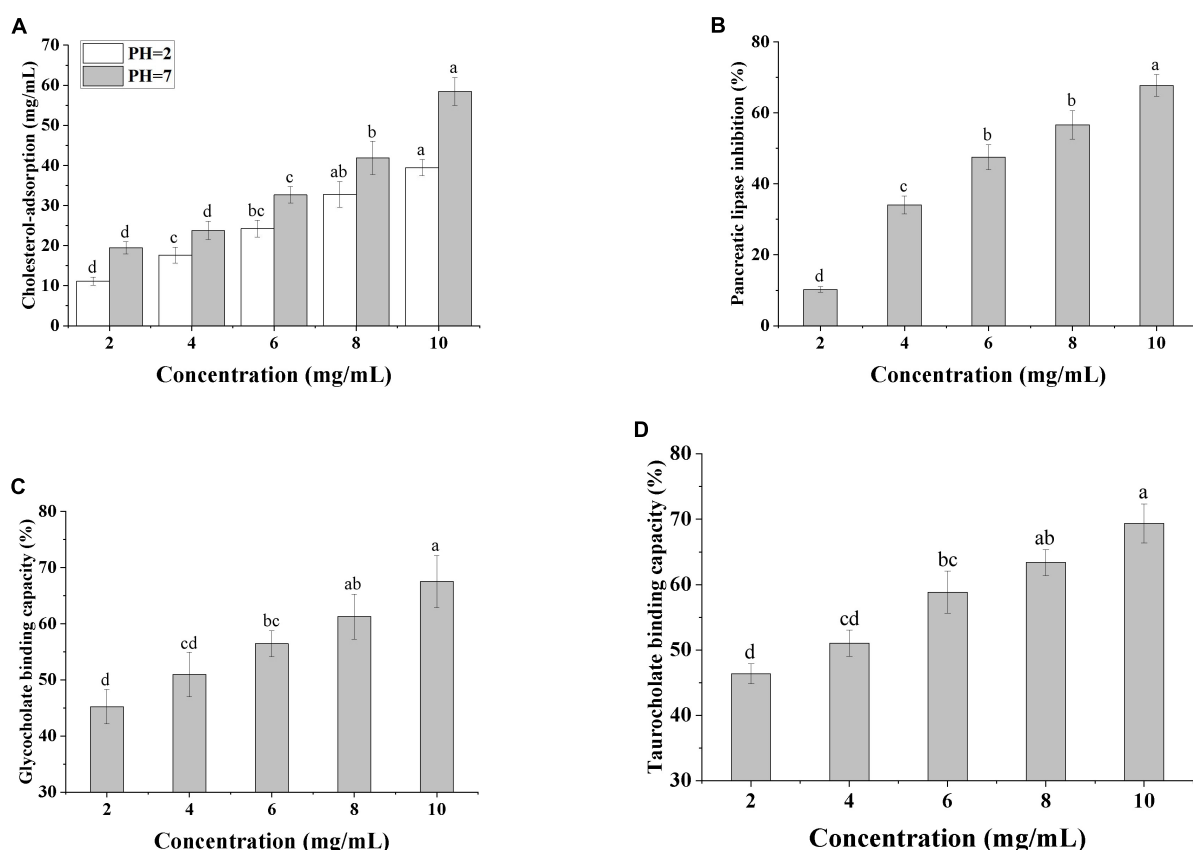 A
70
60
50
40
30
20
10
0
Cholesterol-adsorption (mg/mL)
PH=2
PH=7
d
d
c
d
bc
c
ab
b
a
a
2 4 6 8 10
Concentration (mg/mL)
B
80
60
40
20
0
Pancreatic lipase inhibition (%)
d
c
b
b
a
2 4 6 8 10
Concentration (mg/mL)
C
80
70
60
50
40
30
Glycocholate binding capacity (%)
d
cd
bc
ab
a
2 4 6 8 10
Concentration (mg/mL)
D
80
70
60
50
40
30
Taurocholate binding capacity (%)
d
cd
bc
ab
a
2 4 6 8 10
Concentration (mg/mL)